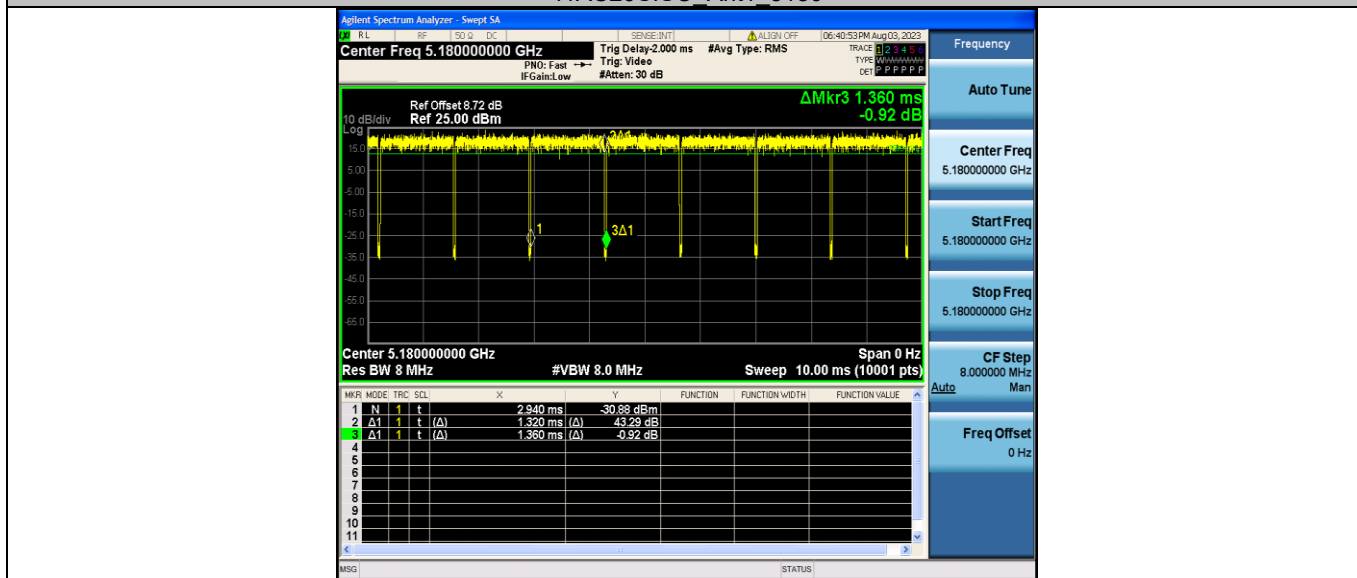 Agilent Spectrum Analyzer - Swept SA
RL RF 50 Ω DC SENSE:INT ALIGN OFF 06:40:53 PM Aug 03, 2023
Center Freq 5.180000000 GHz
PNO: Fast
IFGain:Low
Trig Delay-2.000 ms
Trig: Video
#Atten: 30 dB
#Avg Type: RMS
TRACE 1 2 3 4 5 6
TYPE
DET P P P P P P
Frequency
Auto Tune
Center Freq
5.180000000 GHz
Start Freq
5.180000000 GHz
Stop Freq
5.180000000 GHz
CF Step
8.000000 MHz
Auto Man
Freq Offset
0 Hz
ΔMkr3 1.360 ms
-0.92 dB
Ref Offset 8.72 dB
10 dB/div Ref 25.00 dBm
Log
15.0
5.00
-5.00
-15.0
-25.0
-35.0
-45.0
-55.0
-65.0
2Δ1
1
3Δ1
Center 5.180000000 GHz Span 0 Hz
Res BW 8 MHz #VBW 8.0 MHz Sweep 10.00 ms (10001 pts)
MKR MODE TRC SCL X Y FUNCTION FUNCTION WIDTH FUNCTION VALUE
1 N 1 t 2.940 ms -30.88 dBm
2 Δ1 1 t (Δ) 1.320 ms (Δ) 43.29 dB
3 Δ1 1 t (Δ) 1.360 ms (Δ) -0.92 dB
4
5
6
7
8
9
10
11
MSG STATUS